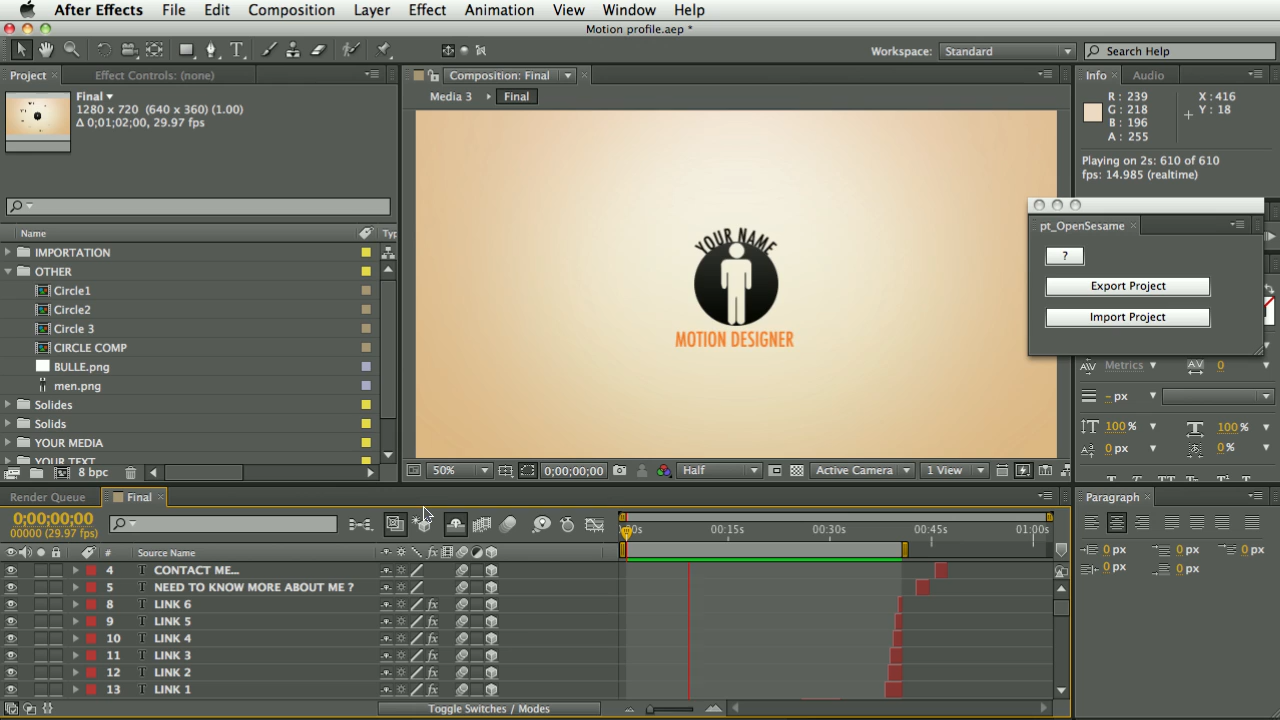 After Effects File Edit Composition Layer Effect Animation View Window Help
Motion profile.aep *
Workspace: Standard Search Help
Project Effect Controls: (none)
Final
1280 x 720 (640 x 360) (1.00)
Δ 0;01;02;00, 29.97 fps
Name Typ
IMPORTATION
OTHER
Circle1
Circle2
Circle 3
CIRCLE COMP
BULLE.png
men.png
Solides
Solids
YOUR MEDIA
YOUR TEXT
8 bpc
Composition: Final
Media 3 Final
YOUR NAME
MOTION DESIGNER
50% 0;00;00;00 Half Active Camera 1 View
Info Audio
R : 239 X : 416
G : 218 Y : 18
B : 196
A : 255
Playing on 2s: 610 of 610
fps: 14.985 (realtime)
pt_OpenSesame
?
Export Project
Import Project
Metrics AV 0
- px
100% 100%
0 px 0 %
Render Queue Final
0;00;00;00
00000 (29.97 fps)
:00s 00:15s 00:30s 00:45s 01:00s
# Source Name
4 T CONTACT ME...
5 T NEED TO KNOW MORE ABOUT ME ?
8 T LINK 6
9 T LINK 5
10 T LINK 4
11 T LINK 3
12 T LINK 2
13 T LINK 1
Toggle Switches / Modes
Paragraph
0 px 0 px 0 px
0 px 0 px